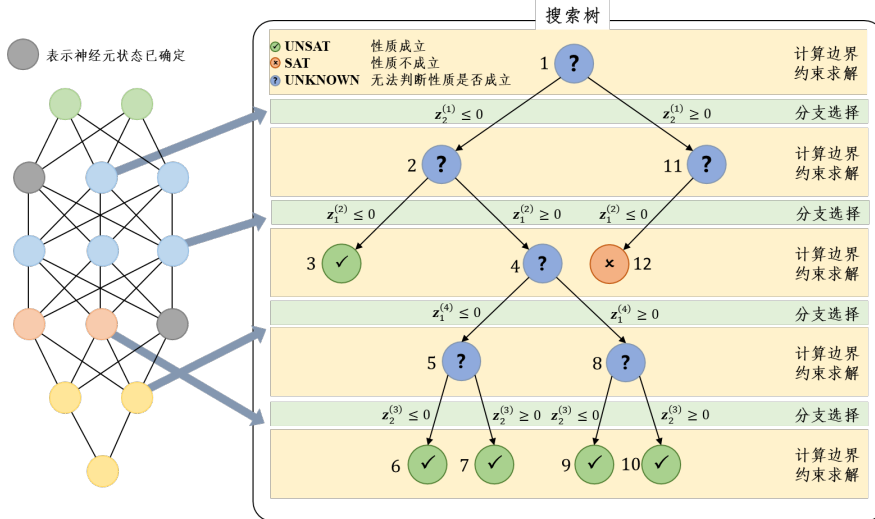 搜索树
表示神经元状态已确定
UNSAT 性质成立
SAT 性质不成立
UNKNOWN 无法判断性质是否成立
1 ?
计算边界
约束求解
z_2^{(1)} ≤ 0 z_2^{(1)} ≥ 0 分支选择
2 ? 11 ?
计算边界
约束求解
z_1^{(2)} ≤ 0 z_1^{(2)} ≥ 0 z_1^{(2)} ≤ 0 分支选择
3 4 ? 12
计算边界
约束求解
z_1^{(4)} ≤ 0 z_1^{(4)} ≥ 0 分支选择
5 ? 8 ?
计算边界
约束求解
z_2^{(3)} ≤ 0 z_2^{(3)} ≥ 0 z_2^{(3)} ≤ 0 z_2^{(3)} ≥ 0 分支选择
6 7 9 10
计算边界
约束求解